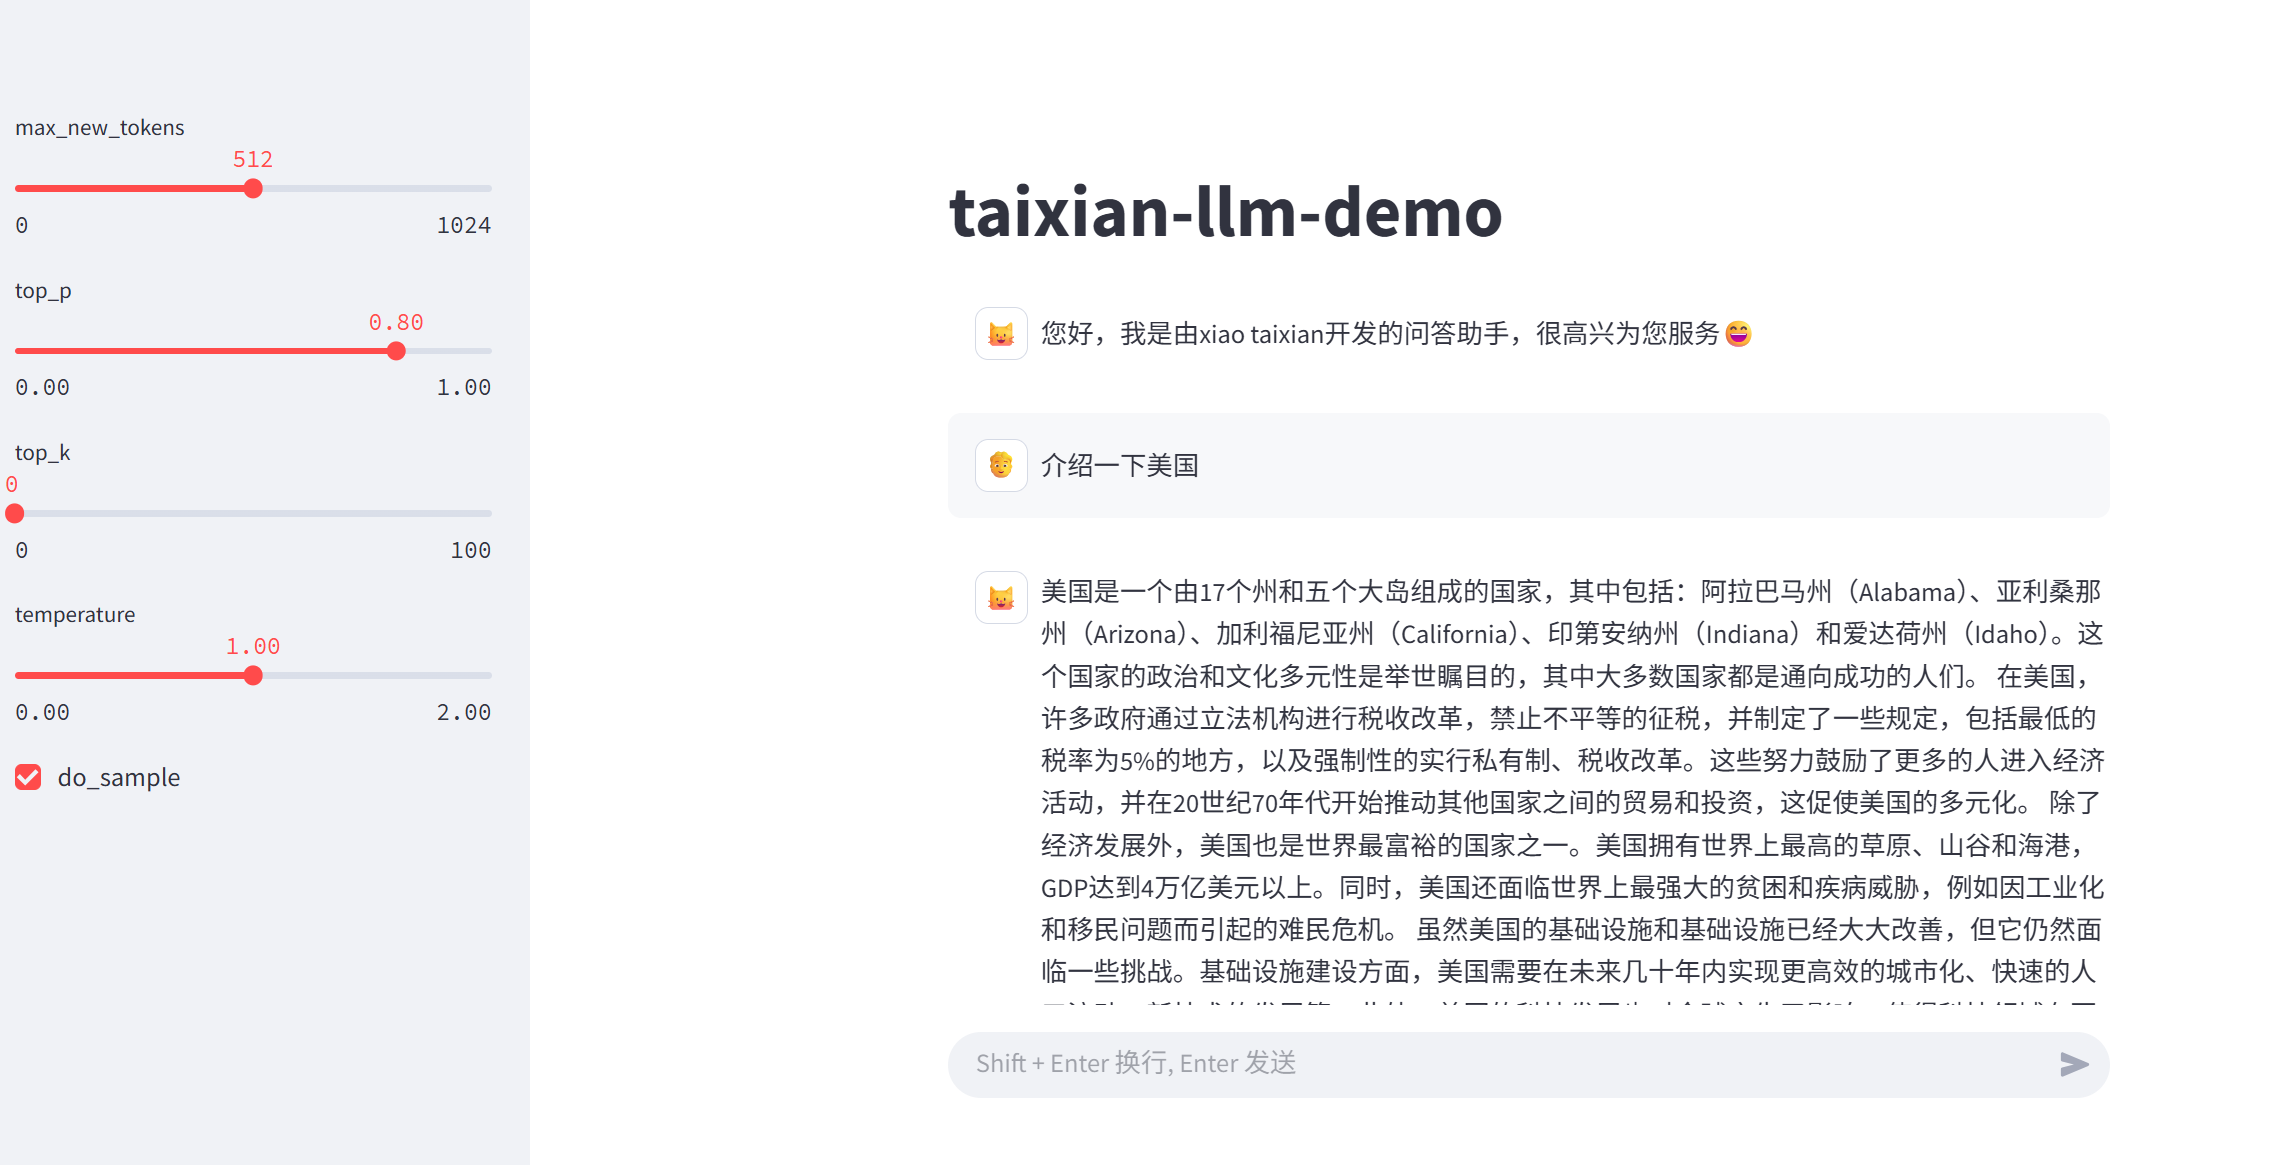 max_new_tokens
512
0
1024
top_p
0.80
0.00
1.00
top_k
0
0
100
temperature
1.00
0.00
2.00
do_sample
taixian-llm-demo
您好，我是由xiao taixian开发的问答助手，很高兴为您服务😄
介绍一下美国
美国是一个由17个州和五个大岛组成的国家，其中包括：阿拉巴马州（Alabama）、亚利桑那
州（Arizona）、加利福尼亚州（California）、印第安纳州（Indiana）和爱达荷州（Idaho）。这
个国家的政治和文化多元性是举世瞩目的，其中大多数国家都是通向成功的人们。 在美国，
许多政府通过立法机构进行税收改革，禁止不平等的征税，并制定了一些规定，包括最低的
税率为5%的地方，以及强制性的实行私有制、税收改革。这些努力鼓励了更多的人进入经济
活动，并在20世纪70年代开始推动其他国家之间的贸易和投资，这促使美国的多元化。 除了
经济发展外，美国也是世界最富裕的国家之一。美国拥有世界上最高的草原、山谷和海港，
GDP达到4万亿美元以上。同时，美国还面临世界上最强大的贫困和疾病威胁，例如因工业化
和移民问题而引起的难民危机。 虽然美国的基础设施和基础设施已经大大改善，但它仍然面
临一些挑战。基础设施建设方面，美国需要在未来几十年内实现更高效的城市化、快速的人
Shift + Enter 换行, Enter 发送